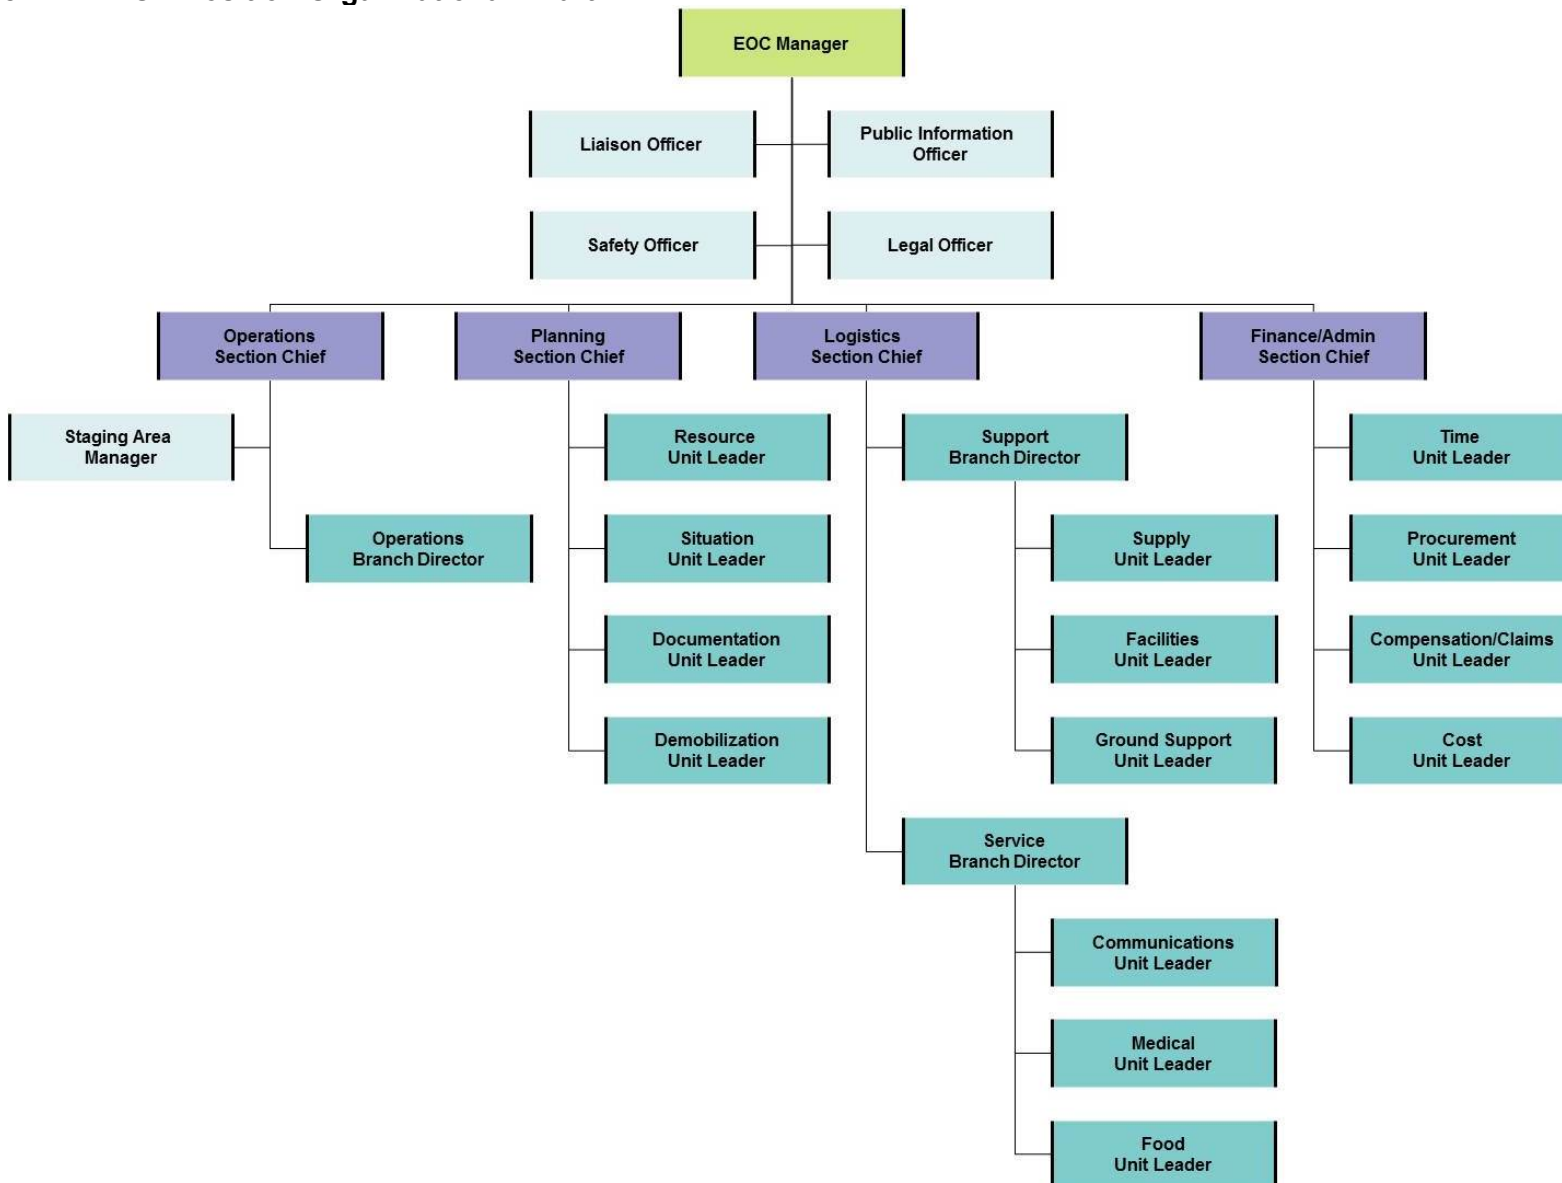 EOC Manager
Liaison Officer
Public Information
Officer
Safety Officer
Legal Officer
Operations
Section Chief
Planning
Section Chief
Logistics
Section Chief
Finance/Admin
Section Chief
Staging Area
Manager
Resource
Unit Leader
Support
Branch Director
Time
Unit Leader
Operations
Branch Director
Situation
Unit Leader
Supply
Unit Leader
Procurement
Unit Leader
Documentation
Unit Leader
Facilities
Unit Leader
Compensation/Claims
Unit Leader
Demobilization
Unit Leader
Ground Support
Unit Leader
Cost
Unit Leader
Service
Branch Director
Communications
Unit Leader
Medical
Unit Leader
Food
Unit Leader